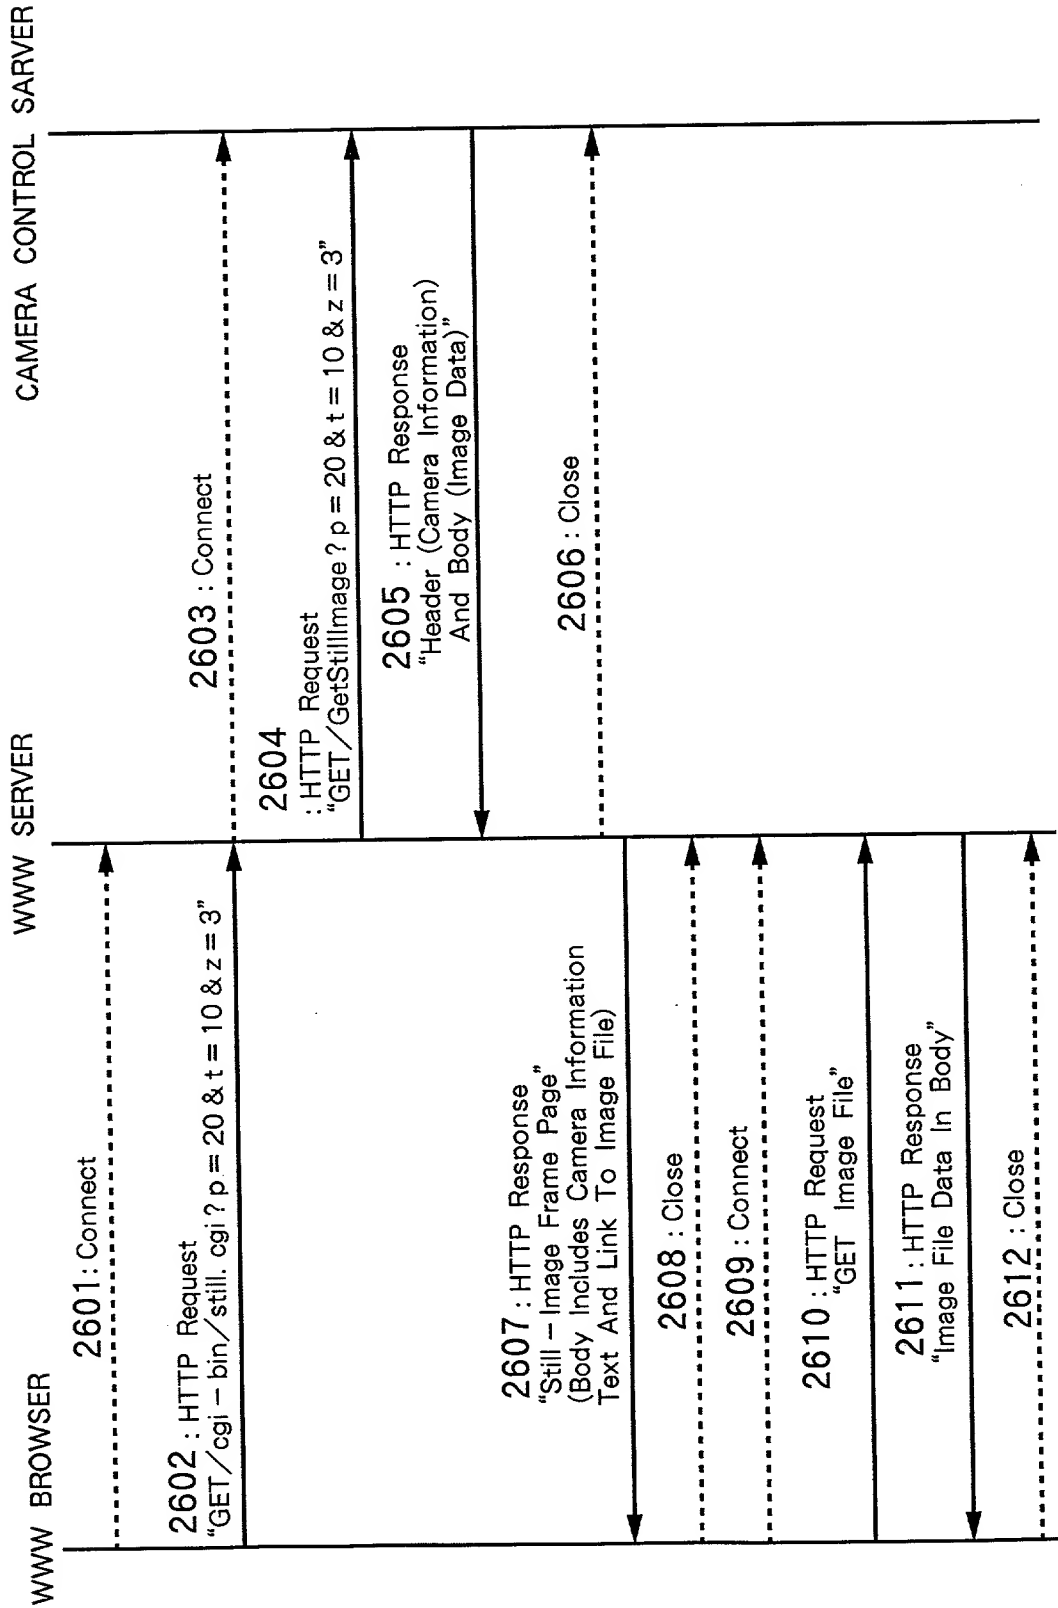 WWW BROWSER
WWW SERVER
CAMERA CONTROL SARVER
2601: Connect
2602 : HTTP Request
“GET/cgi-bin/still. cgi? p=20 & t=10 & z=3”
2603 : Connect
2604
: HTTP Request
“GET/GetStillImage? p=20 & t=10 & z=3”
2605 : HTTP Response
“Header (Camera Information)
And Body (Image Data)”
2606 : Close
2607 : HTTP Response
“Still-Image Frame Page”
(Body Includes Camera Information
Text And Link To Image File)
2608 : Close
2609 : Connect
2610 : HTTP Request
“GET Image File”
2611 : HTTP Response
“Image File Data In Body”
2612 : Close